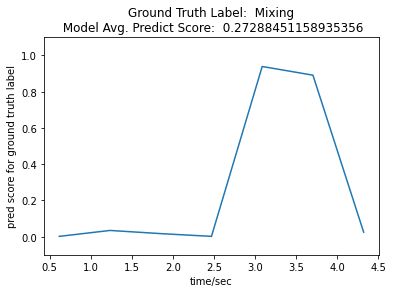 Ground Truth Label:  Mixing
Model Avg. Predict Score:  0.27288451158935356
pred score for ground truth label
1.0
0.8
0.6
0.4
0.2
0.0
0.5 1.0 1.5 2.0 2.5 3.0 3.5 4.0 4.5
time/sec